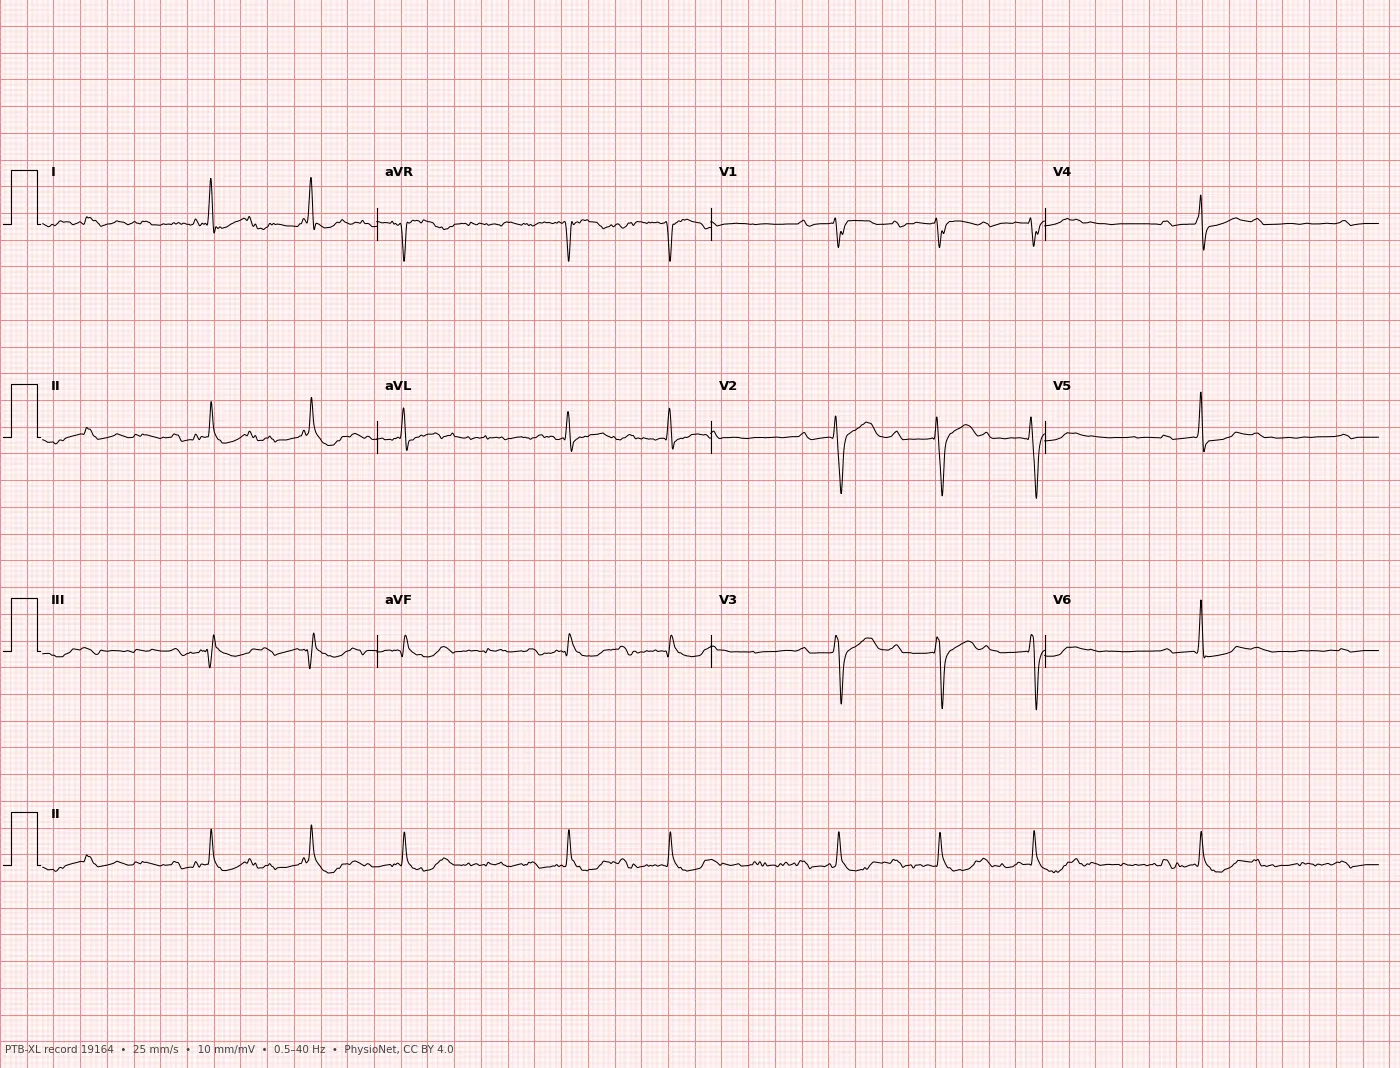 I aVR V1 V4
II aVL V2 V5
III aVF V3 V6
II
PTB-XL record 19164 • 25 mm/s • 10 mm/mV • 0.5–40 Hz • PhysioNet, CC BY 4.0